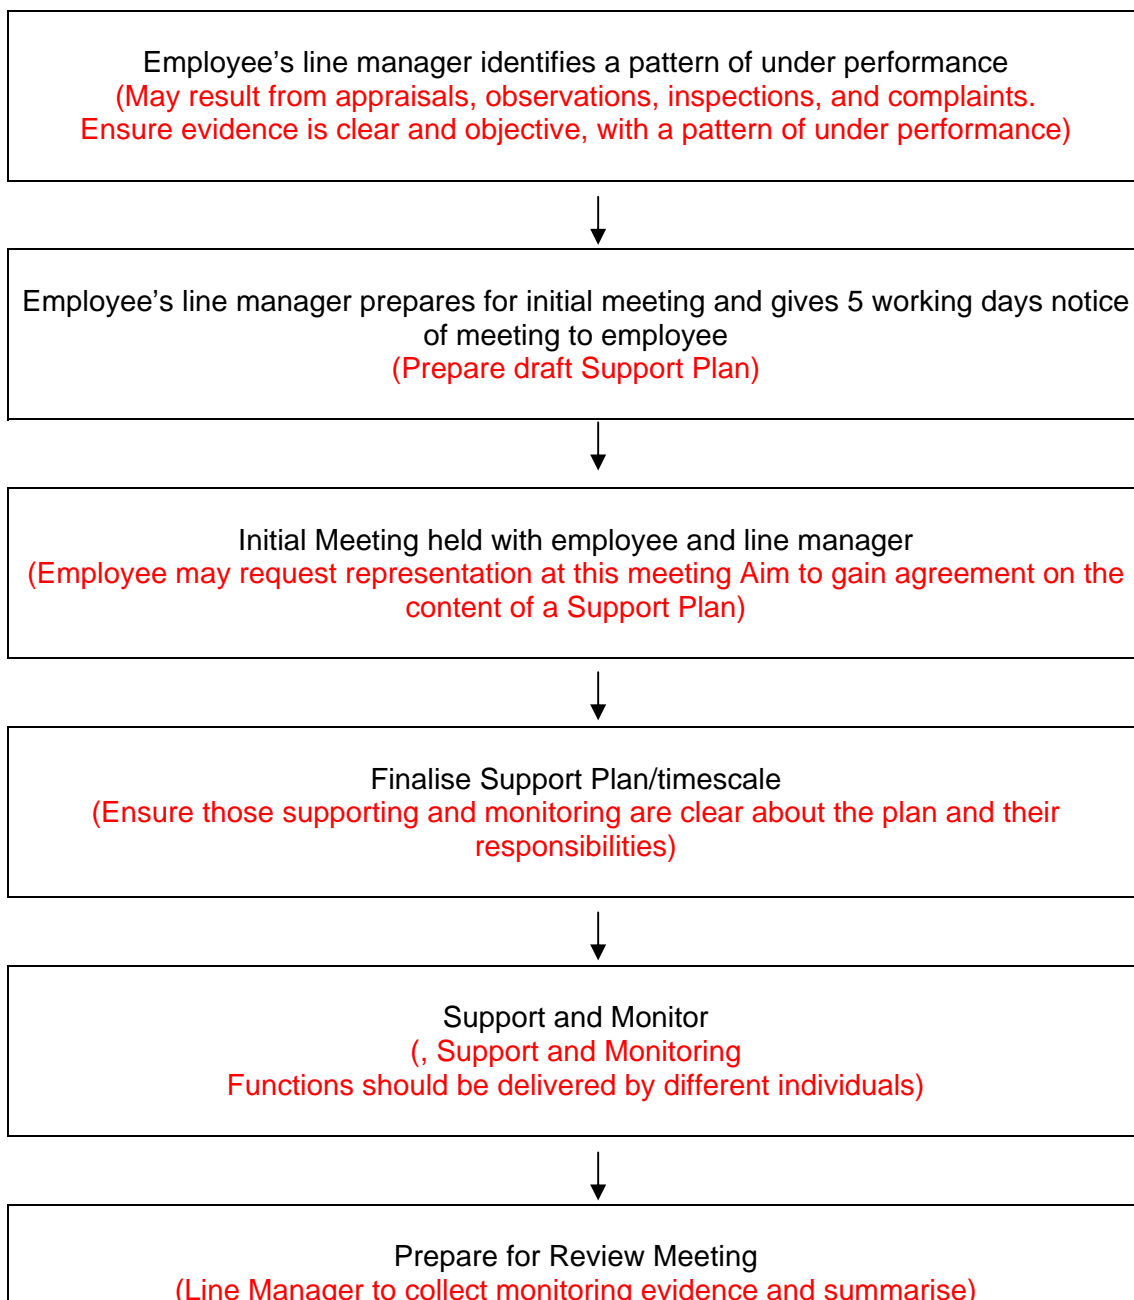 Employee’s line manager identifies a pattern of under performance
(May result from appraisals, observations, inspections, and complaints.
Ensure evidence is clear and objective, with a pattern of under performance)
Employee’s line manager prepares for initial meeting and gives 5 working days notice
of meeting to employee
(Prepare draft Support Plan)
Initial Meeting held with employee and line manager
(Employee may request representation at this meeting Aim to gain agreement on the
content of a Support Plan)
Finalise Support Plan/timescale
(Ensure those supporting and monitoring are clear about the plan and their
responsibilities)
Support and Monitor
(, Support and Monitoring
Functions should be delivered by different individuals)
Prepare for Review Meeting
(Line Manager to collect monitoring evidence and summarise)